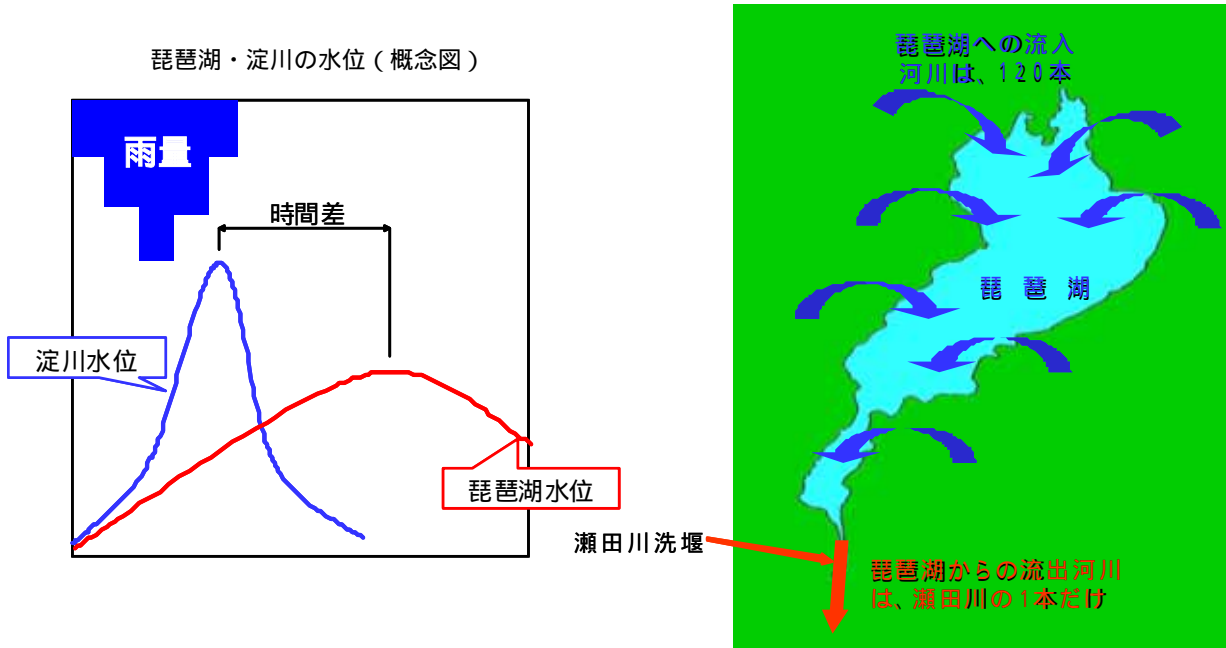 琵琶湖・淀川の水位（概念図）
雨量
時間差
淀川水位
琵琶湖水位
琵琶湖への流入
河川は、120本
琵琶湖
瀬田川洗堰
琵琶湖からの流出河川
は、瀬田川の1本だけ